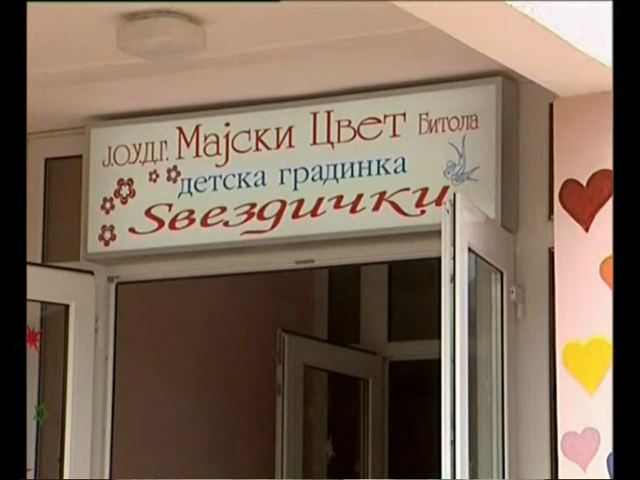 Ј.О.У.Д.Г. Мајски Цвет Битола
детска градинка
Ѕвездички